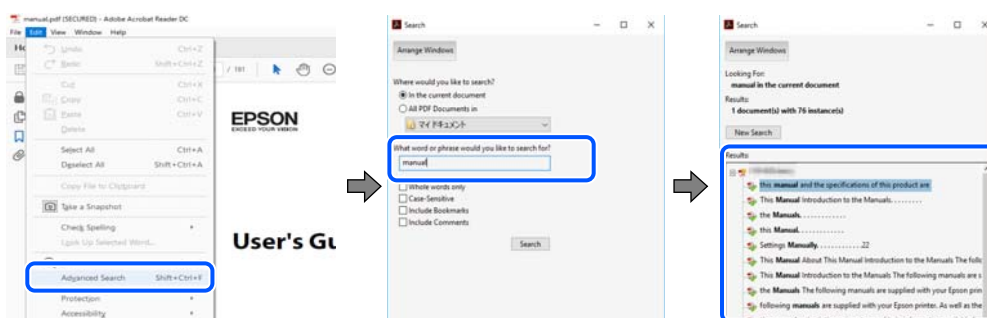 manual.pdf (SECURED) - Adobe Acrobat Reader DC
File Edit View Window Help
Undo Ctrl+Z
Redo Shift+Ctrl+Z
Cut Ctrl+X
Copy Ctrl+C
Paste Ctrl+V
Delete
Select All Ctrl+A
Deselect All Shift+Ctrl+A
Copy File to Clipboard
Take a Snapshot
Check Spelling
Look Up Selected Word...
Advanced Search Shift+Ctrl+F
Protection
Accessibility
/ 191
EPSON
EXCEED YOUR VISION
User's Gu
Search
Arrange Windows
Where would you like to search?
In the current document
All PDF Documents in
マイ ドキュメント
What word or phrase would you like to search for?
manual
Whole words only
Case-Sensitive
Include Bookmarks
Include Comments
Search
Search
Arrange Windows
Looking For:
manual in the current document
Results:
1 document(s) with 76 instance(s)
New Search
Results:
this manual and the specifications of this product are
This Manual Introduction to the Manuals. . . . . . . . .
the Manuals. . . . . . . . . . . . .
this Manual. . . . . . . . . . . . .
Settings Manually. . . . . . . . . . . . .22
This Manual About This Manual Introduction to the Manuals The follo
This Manual Introduction to the Manuals The following manuals are s
the Manuals The following manuals are supplied with your Epson prin
following manuals are supplied with your Epson printer. As well as the